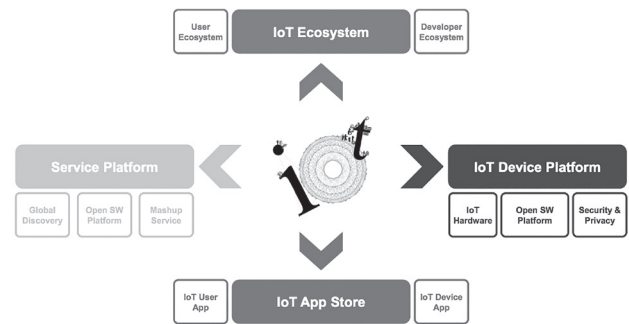 User
Ecosystem
IoT Ecosystem
Developer
Ecosystem
Service Platform
Global
Discovery
Open SW
Platform
Mashup
Service
IoT
IoT Device Platform
IoT
Hardware
Open SW
Platform
Security &
Privacy
IoT User
App
IoT App Store
IoT Device
App